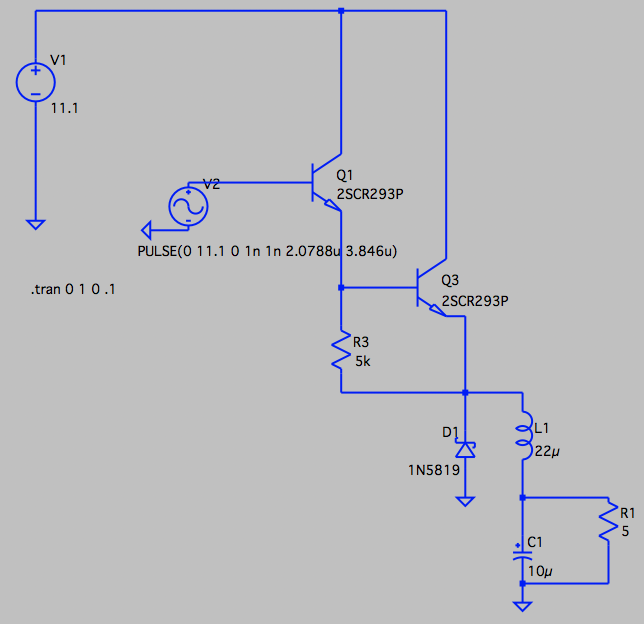 V1
11.1
V2
Q1
2SCR293P
PULSE(0 11.1 0 1n 1n 2.0788u 3.846u)
Q3
.tran 0 1 0 .1
2SCR293P
R3
5k
D1
L1
22µ
1N5819
R1
5
C1
10µ